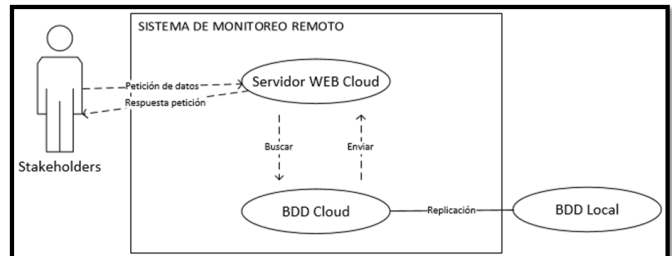 SISTEMA DE MONITOREO REMOTO
Petición de datos
Servidor WEB Cloud
Respuesta petición
Stakeholders
Buscar
Enviar
BDD Cloud
Replicación
BDD Local